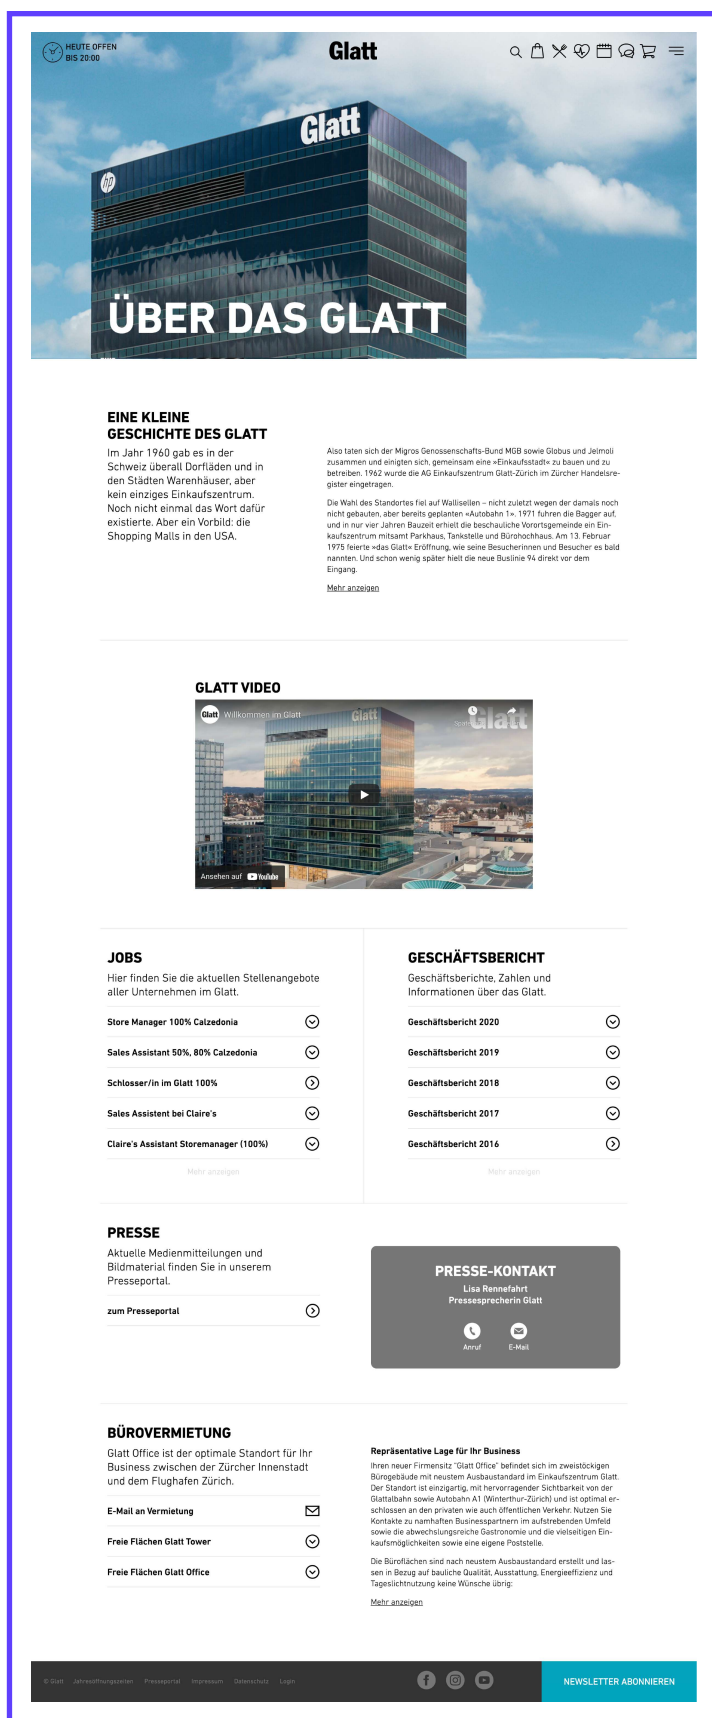 HEUTE OFFEN
BIS 20:00
Glatt
Glatt
hp
ÜBER DAS GLATT
EINE KLEINE
GESCHICHTE DES GLATT
Im Jahr 1960 gab es in der
Schweiz überall Dorfläden und in
den Städten Warenhäuser, aber
kein einziges Einkaufszentrum.
Noch nicht einmal das Wort dafür
existierte. Aber ein Vorbild: die
Shopping Malls in den USA.
Also taten sich der Migros Genossenschafts-Bund MGB sowie Globus und Jelmoli
zusammen und einigten sich, gemeinsam eine »Einkaufsstadt« zu bauen und zu
betreiben. 1962 wurde die AG Einkaufszentrum Glatt-Zürich im Zürcher Handelsre-
gister eingetragen.
Die Wahl des Standortes fiel auf Wallisellen – nicht zuletzt wegen der damals noch
nicht gebauten, aber bereits geplanten «Autobahn 1». 1971 fuhren die Bagger auf,
und in nur vier Jahren Bauzeit erhielt die beschauliche Vorortsgemeinde ein Ein-
kaufszentrum mitsamt Parkhaus, Tankstelle und Bürohochhaus. Am 13. Februar
1975 feierte »das Glatt« Eröffnung, wie seine Besucherinnen und Besucher es bald
nannten. Und schon wenig später hielt die neue Buslinie 94 direkt vor dem
Eingang.
Mehr anzeigen
GLATT VIDEO
Glatt Willkommen im Glatt
Glatt
Glatt
Ansehen auf YouTube
JOBS
Hier finden Sie die aktuellen Stellenangebote
aller Unternehmen im Glatt.
Store Manager 100% Calzedonia
Sales Assistant 50%, 80% Calzedonia
Schlosser/in im Glatt 100%
Sales Assistent bei Claire's
Claire's Assistant Storemanager (100%)
Mehr anzeigen
GESCHÄFTSBERICHT
Geschäftsberichte, Zahlen und
Informationen über das Glatt.
Geschäftsbericht 2020
Geschäftsbericht 2019
Geschäftsbericht 2018
Geschäftsbericht 2017
Geschäftsbericht 2016
Mehr anzeigen
PRESSE
Aktuelle Medienmitteilungen und
Bildmaterial finden Sie in unserem
Presseportal.
zum Presseportal
PRESSE-KONTAKT
Lisa Rennefahrt
Pressesprecherin Glatt
Anruf
E-Mail
BÜROVERMIETUNG
Glatt Office ist der optimale Standort für Ihr
Business zwischen der Zürcher Innenstadt
und dem Flughafen Zürich.
E-Mail an Vermietung
Freie Flächen Glatt Tower
Freie Flächen Glatt Office
Repräsentative Lage für Ihr Business
Ihren neuer Firmensitz "Glatt Office" befindet sich im zweistöckigen
Bürogebäude mit neustem Ausbaustandard im Einkaufszentrum Glatt.
Der Standort ist einzigartig, mit hervorragender Sichtbarkeit von der
Glattalbahn sowie Autobahn A1 (Winterthur-Zürich) und ist optimal er-
schlossen an den privaten wie auch öffentlichen Verkehr. Nutzen Sie
Kontakte zu namhaften Businesspartnern im aufstrebenden Umfeld
sowie die abwechslungsreiche Gastronomie und die vielseitigen Ein-
kaufsmöglichkeiten sowie eine eigene Poststelle.
Die Büroflächen sind nach neustem Ausbaustandard erstellt und las-
sen in Bezug auf bauliche Qualität, Ausstattung, Energieeffizienz und
Tageslichtnutzung keine Wünsche übrig:
Mehr anzeigen
© Glatt Jahresöffnungszeiten Presseportal Impressum Datenschutz Login
NEWSLETTER ABONNIEREN